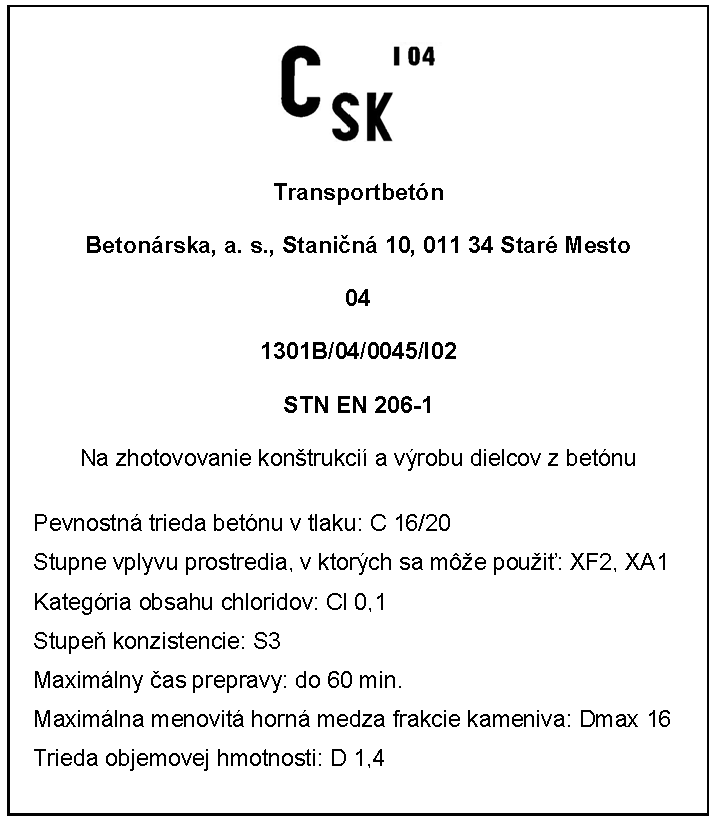 C SK I 04
Transportbetón
Betonárska, a. s., Staničná 10, 011 34 Staré Mesto
04
1301B/04/0045/I02
STN EN 206-1
Na zhotovovanie konštrukcií a výrobu dielcov z betónu
Pevnostná trieda betónu v tlaku: C 16/20
Stupne vplyvu prostredia, v ktorých sa môže použiť: XF2, XA1
Kategória obsahu chloridov: Cl 0,1
Stupeň konzistencie: S3
Maximálny čas prepravy: do 60 min.
Maximálna menovitá horná medza frakcie kameniva: Dmax 16
Trieda objemovej hmotnosti: D 1,4